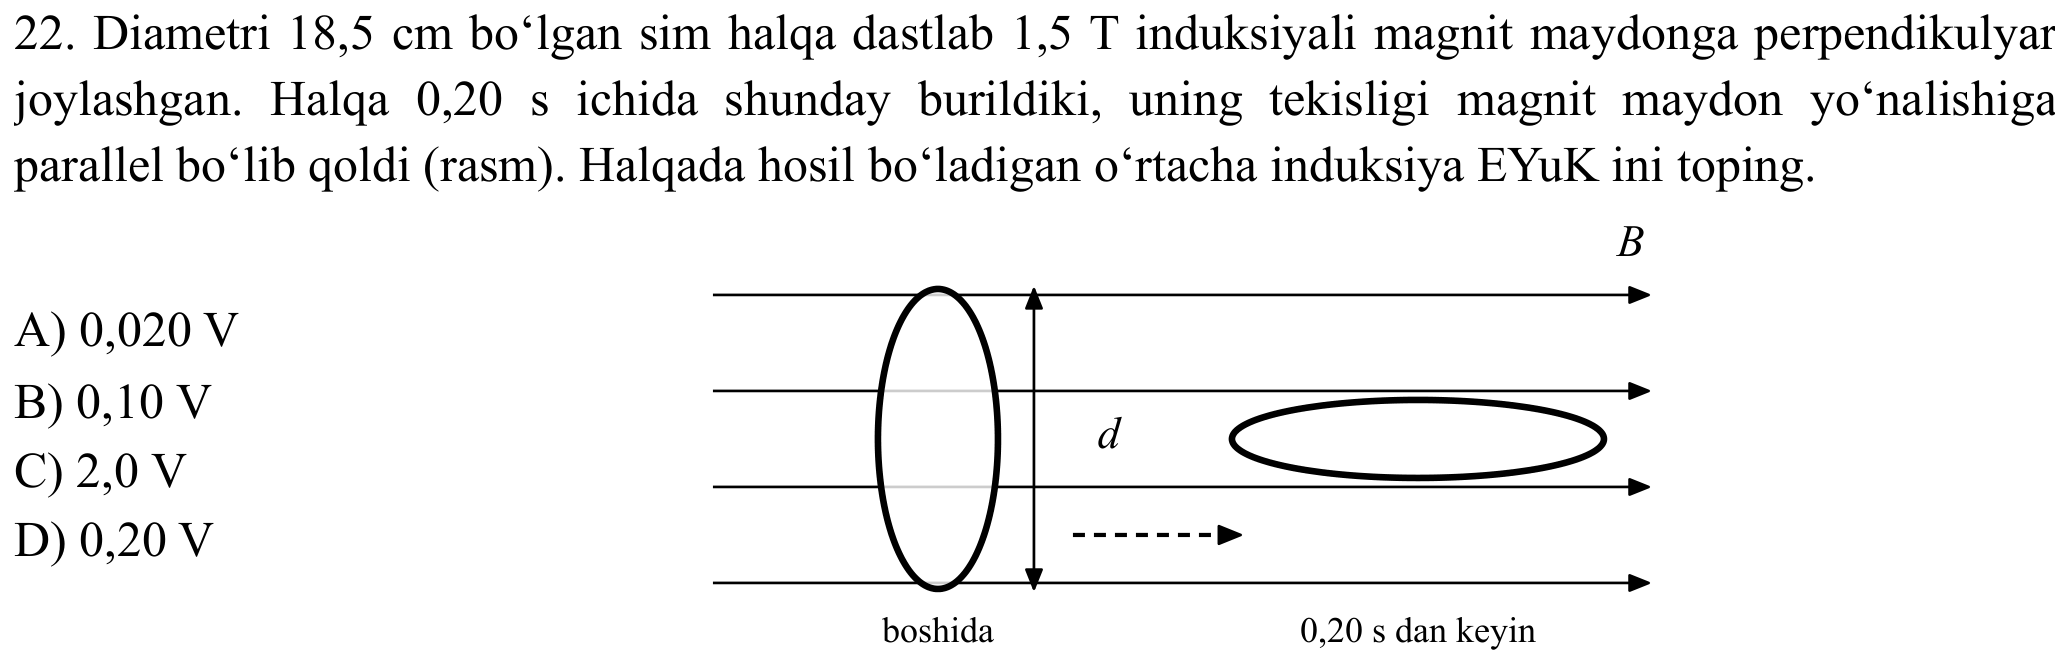 22. Diametri 18,5 cm bo‘lgan sim halqa dastlab 1,5 T induksiyali magnit maydonga perpendikulyar
joylashgan. Halqa 0,20 s ichida shunday burildiki, uning tekisligi magnit maydon yo‘nalishiga
parallel bo‘lib qoldi (rasm). Halqada hosil bo‘ladigan o‘rtacha induksiya EYuK ini toping.
B
A) 0,020 V
B) 0,10 V
d
C) 2,0 V
D) 0,20 V
boshida
0,20 s dan keyin